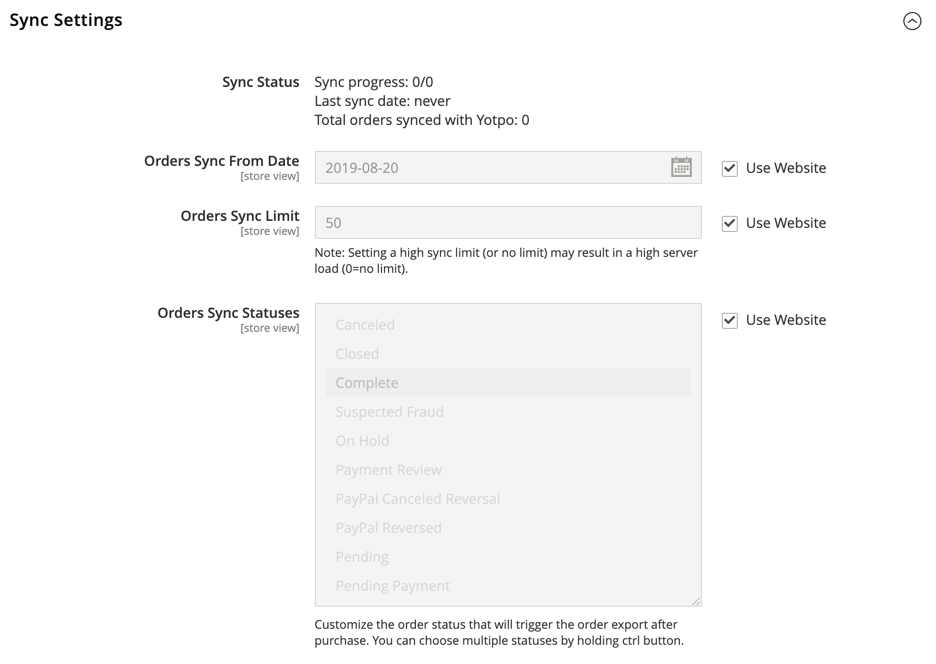 Sync Settings
Sync Status
Sync progress: 0/0
Last sync date: never
Total orders synced with Yotpo: 0
Orders Sync From Date
[store view]
2019-08-20
Use Website
Orders Sync Limit
[store view]
50
Use Website
Note: Setting a high sync limit (or no limit) may result in a high server
load (0=no limit).
Orders Sync Statuses
[store view]
Use Website
Canceled
Closed
Complete
Suspected Fraud
On Hold
Payment Review
PayPal Canceled Reversal
PayPal Reversed
Pending
Pending Payment
Customize the order status that will trigger the order export after
purchase. You can choose multiple statuses by holding ctrl button.